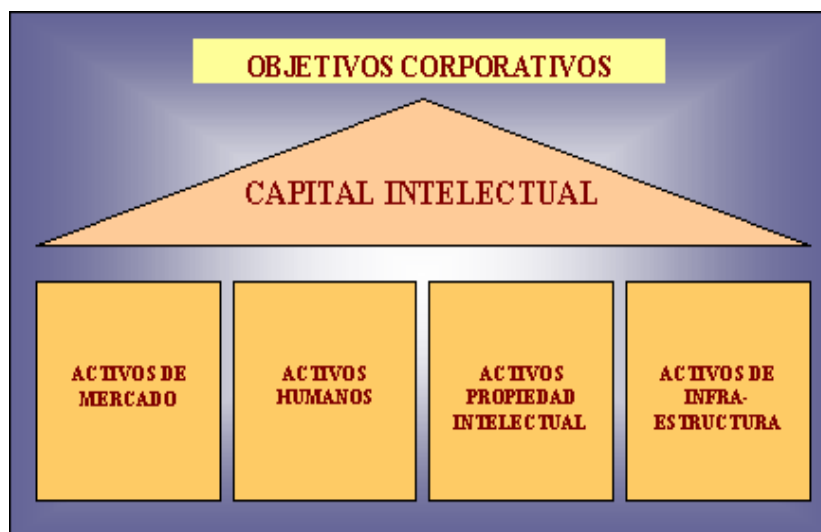 OBJETIVOS CORPORATIVOS
CAPITAL INTELECTUAL
ACTIVOS DE
MERCADO
ACTIVOS
HUMANOS
ACTIVOS
PROPIEDAD
INTELECTUAL
ACTIVOS DE
INFRA-
ESTRUCTURA